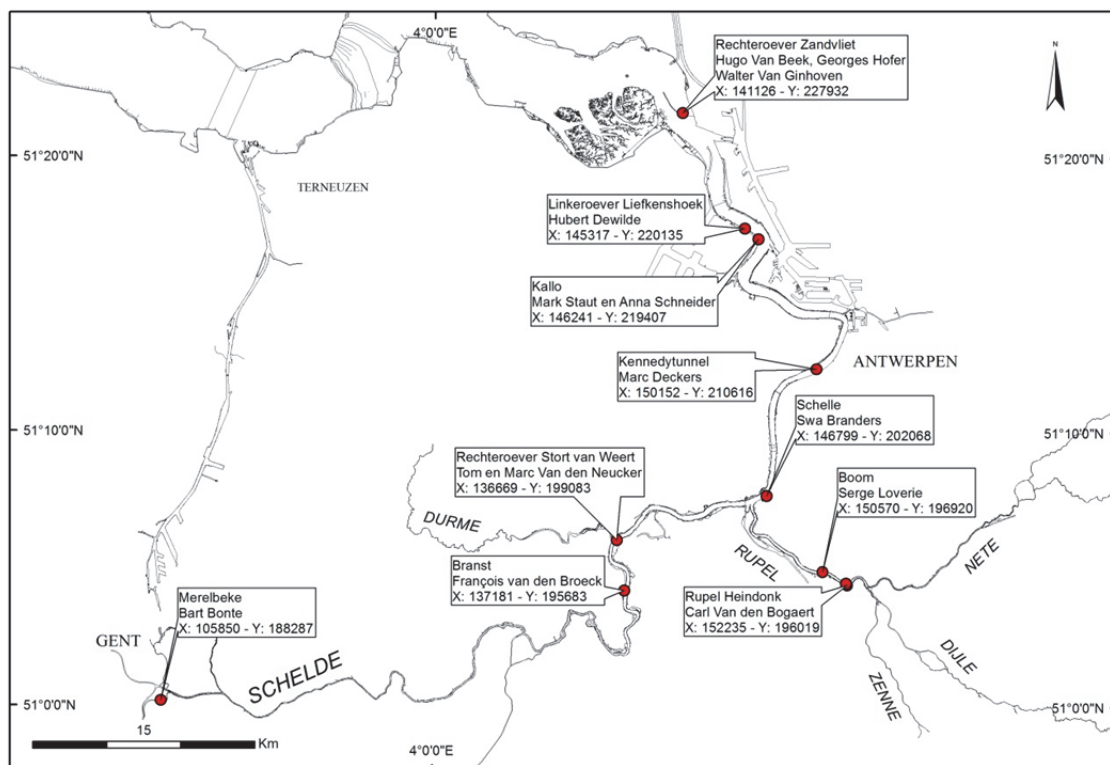 4°0'0"E
Rechteroever Zandvliet
Hugo Van Beek, Georges Hofer
Walter Van Ginhoven
X: 141126 - Y: 227932
N
51°20'0"N
51°20'0"N
TERNEUZEN
Linkeroever Liefkenshoek
Hubert Dewilde
X: 145317 - Y: 220135
Kallo
Mark Staut en Anna Schneider
X: 146241 - Y: 219407
Kennedytunnel
Marc Deckers
X: 150152 - Y: 210616
ANTWERPEN
Schelle
Swa Branders
X: 146799 - Y: 202068
51°10'0"N
51°10'0"N
Rechteroever Stort van Weert
Tom en Marc Van den Neucker
X: 136669 - Y: 199083
Boom
Serge Loverie
X: 150570 - Y: 196920
DURME
RUPEL
NETE
Branst
François van den Broeck
X: 137181 - Y: 195683
Rupel Heindonk
Carl Van den Bogaert
X: 152235 - Y: 196019
Merelbeke
Bart Bonte
X: 105850 - Y: 188287
GENT
SCHELDE
DIJLE
ZENNE
51°0'0"N
51°0'0"N
15
Km
4°0'0"E